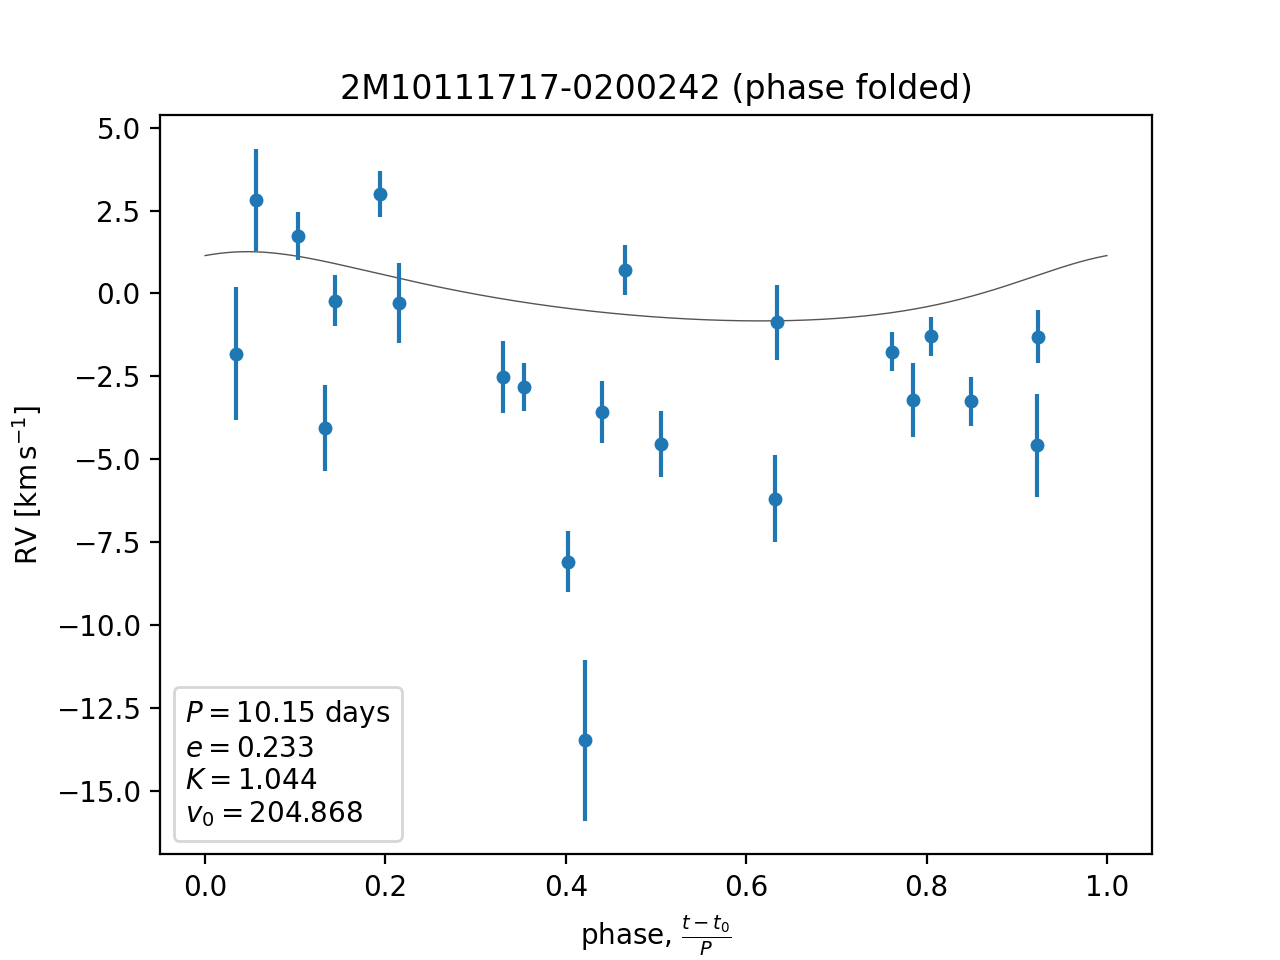 2M10111717-0200242 (phase folded)
5.0
2.5
0.0
−2.5
−5.0
−7.5
−10.0
−12.5
−15.0
RV [km s⁻¹]
P = 10.15 days
e = 0.233
K = 1.044
v₀ = 204.868
0.0 0.2 0.4 0.6 0.8 1.0
phase, (t − t₀)/P